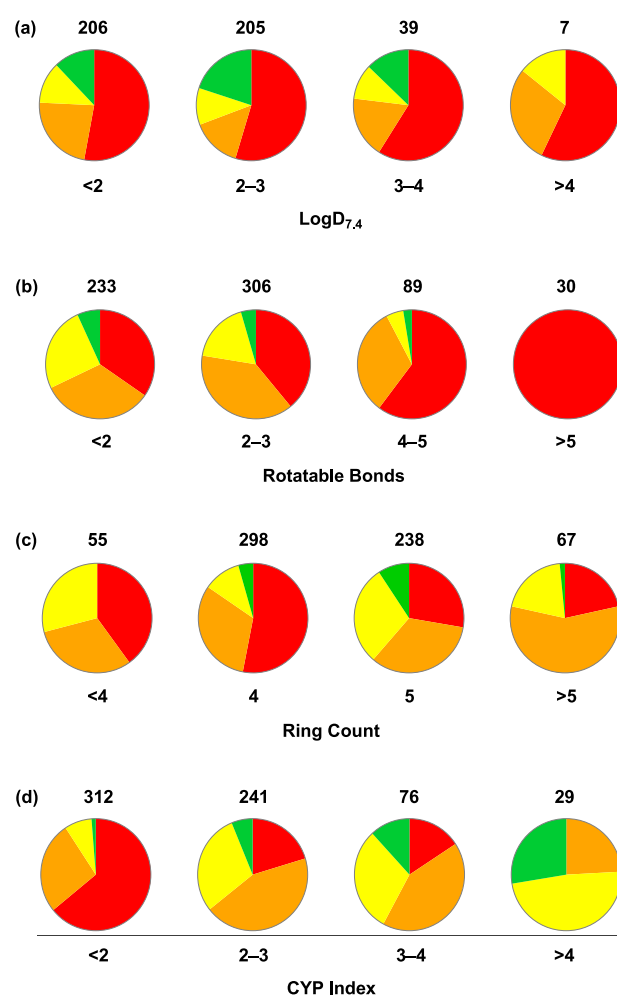 (a) 206 205 39 7
<2 2–3 3–4 >4
LogD7.4
(b) 233 306 89 30
<2 2–3 4–5 >5
Rotatable Bonds
(c) 55 298 238 67
<4 4 5 >5
Ring Count
(d) 312 241 76 29
<2 2–3 3–4 >4
CYP Index